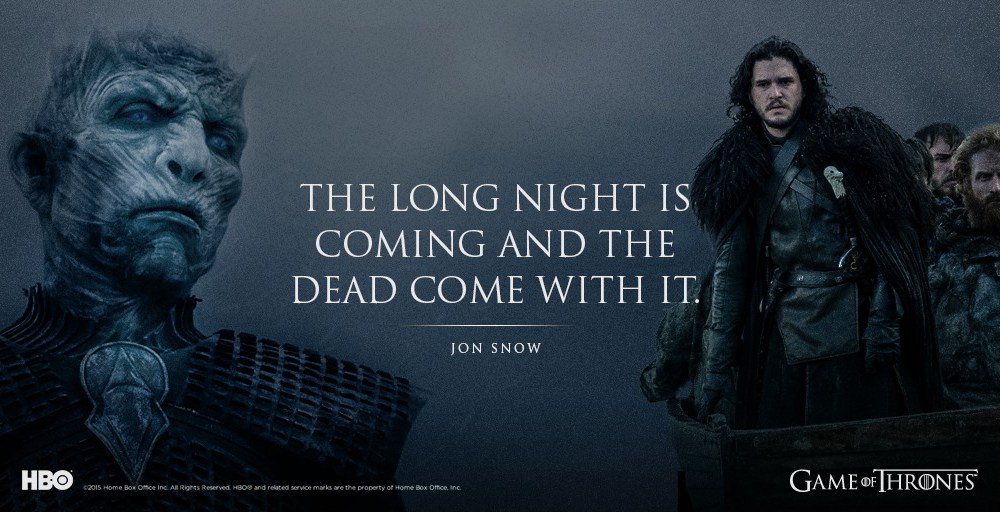 THE LONG NIGHT IS
COMING AND THE
DEAD COME WITH IT.
JON SNOW
HBO®
©2015 Home Box Office Inc. All Rights Reserved. HBO® and related service marks are the property of Home Box Office, Inc.
GAME OF THRONES